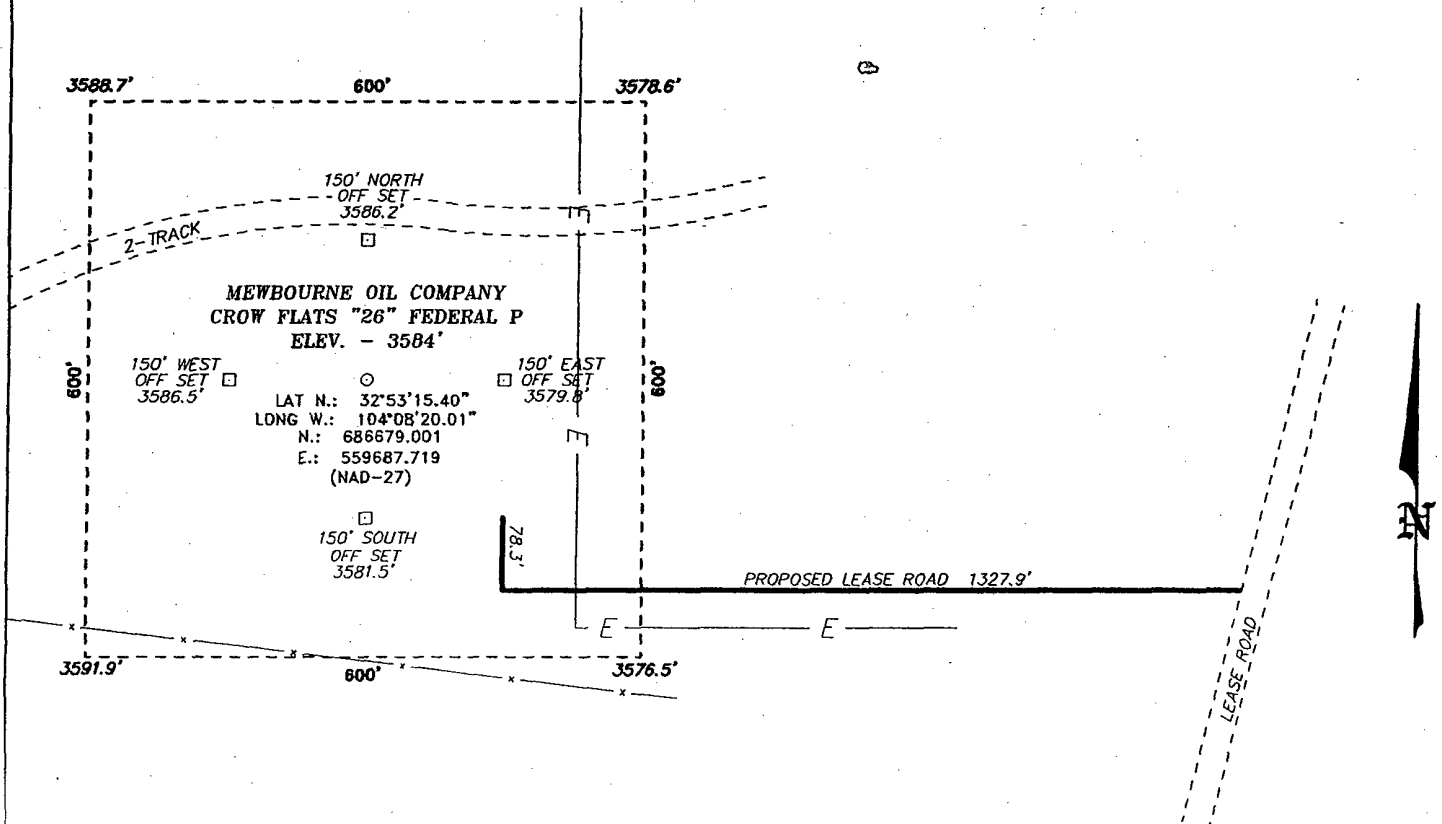 3588.7'
600'
3578.6'
150' NORTH
OFF SET
3586.2'
2-TRACK
E
MEWBOURNE OIL COMPANY
CROW FLATS "26" FEDERAL P
ELEV. - 3584'
600'
150' WEST
OFF SET
3586.5'
150' EAST
OFF SET
3579.8'
600'
LAT N.: 32°53'15.40"
LONG W.: 104°08'20.01"
N.: 686679.001
E.: 559687.719
(NAD-27)
E
150' SOUTH
OFF SET
3581.5'
78.3'
PROPOSED LEASE ROAD 1327.9'
E
E
LEASE ROAD
N
3591.9'
600'
3576.5'